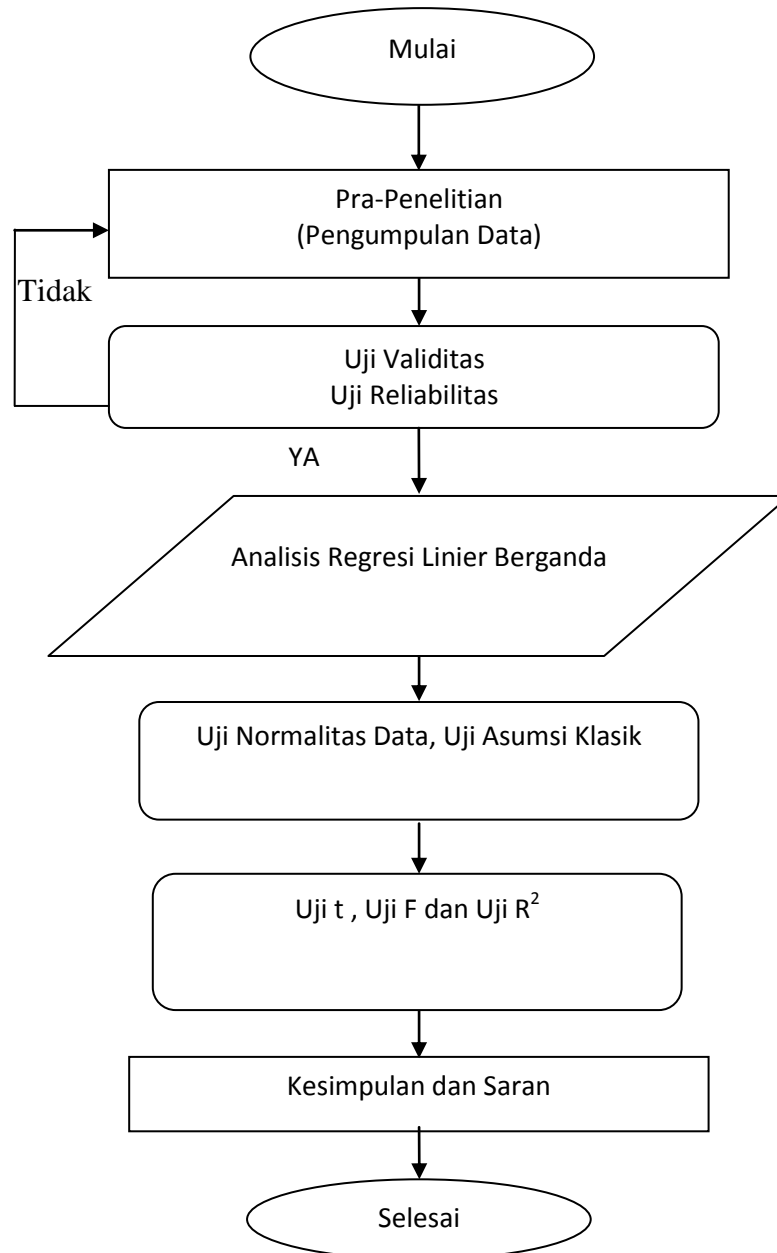 Mulai
Pra-Penelitian
(Pengumpulan Data)
Tidak
Uji Validitas
Uji Reliabilitas
YA
Analisis Regresi Linier Berganda
Uji Normalitas Data, Uji Asumsi Klasik
Uji t , Uji F dan Uji R²
Kesimpulan dan Saran
Selesai